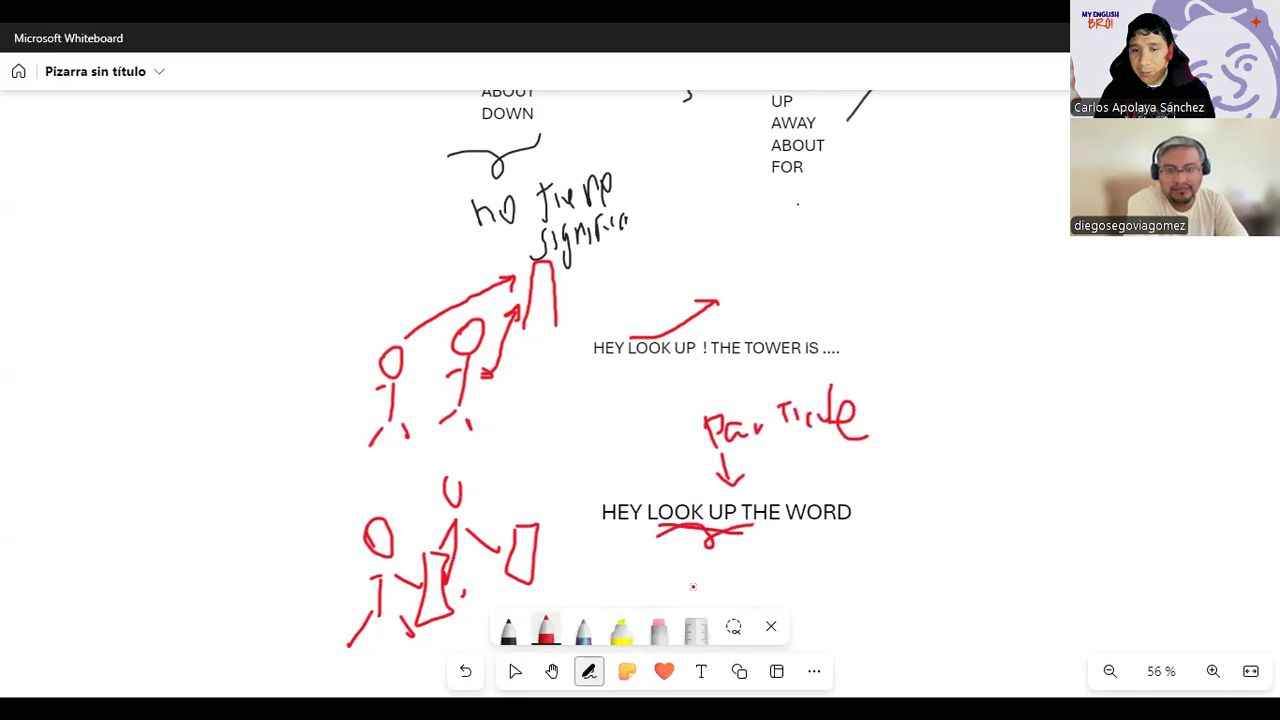 Microsoft Whiteboard
Pizarra sin título
MY ENGLISH
BRO!
Carlos Apolaya Sánchez
diegosegoviagomez
ABOUT
DOWN
UP
AWAY
ABOUT
FOR
no tiene
HEY LOOK UP ! THE TOWER IS ....
Particle
HEY LOOK UP THE WORD
56 %